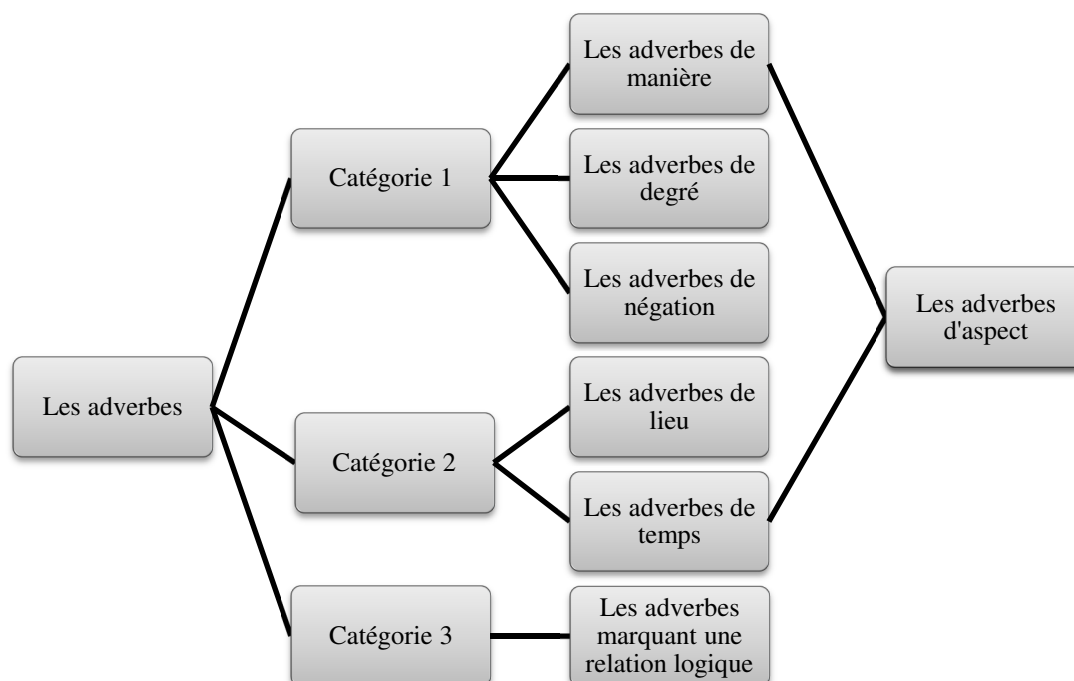 Les adverbes
Catégorie 1
Les adverbes de
manière
Les adverbes de
degré
Les adverbes de
négation
Catégorie 2
Les adverbes de
lieu
Les adverbes de
temps
Catégorie 3
Les adverbes
marquant une
relation logique
Les adverbes
d'aspect